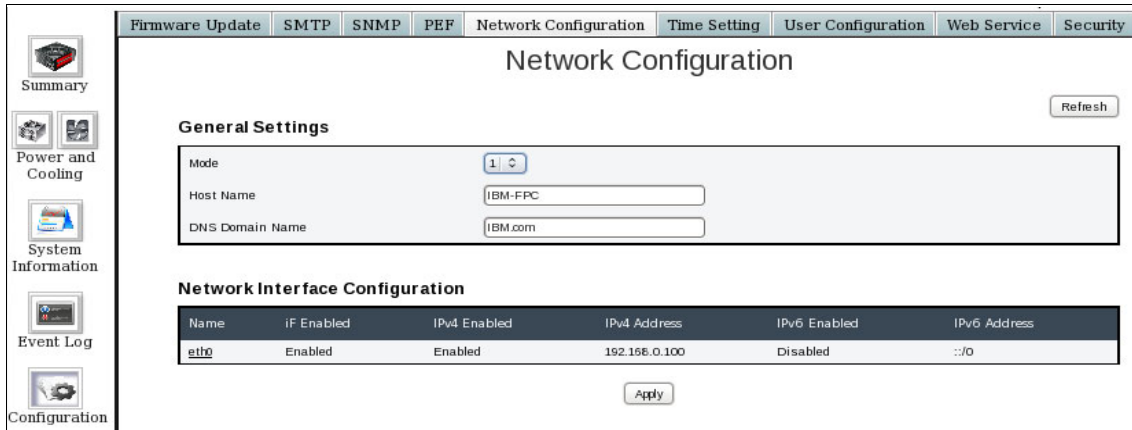 Firmware Update SMTP SNMP PEF Network Configuration Time Setting User Configuration Web Service Security
Summary
Power and
Cooling
System
Information
Event Log
Configuration
Network Configuration
Refresh
General Settings
Mode 1
Host Name IBM-FPC
DNS Domain Name IBM.com
Network Interface Configuration
Name iF Enabled IPv4 Enabled IPv4 Address IPv6 Enabled IPv6 Address
eth0 Enabled Enabled 192.168.0.100 Disabled ::/0
Apply